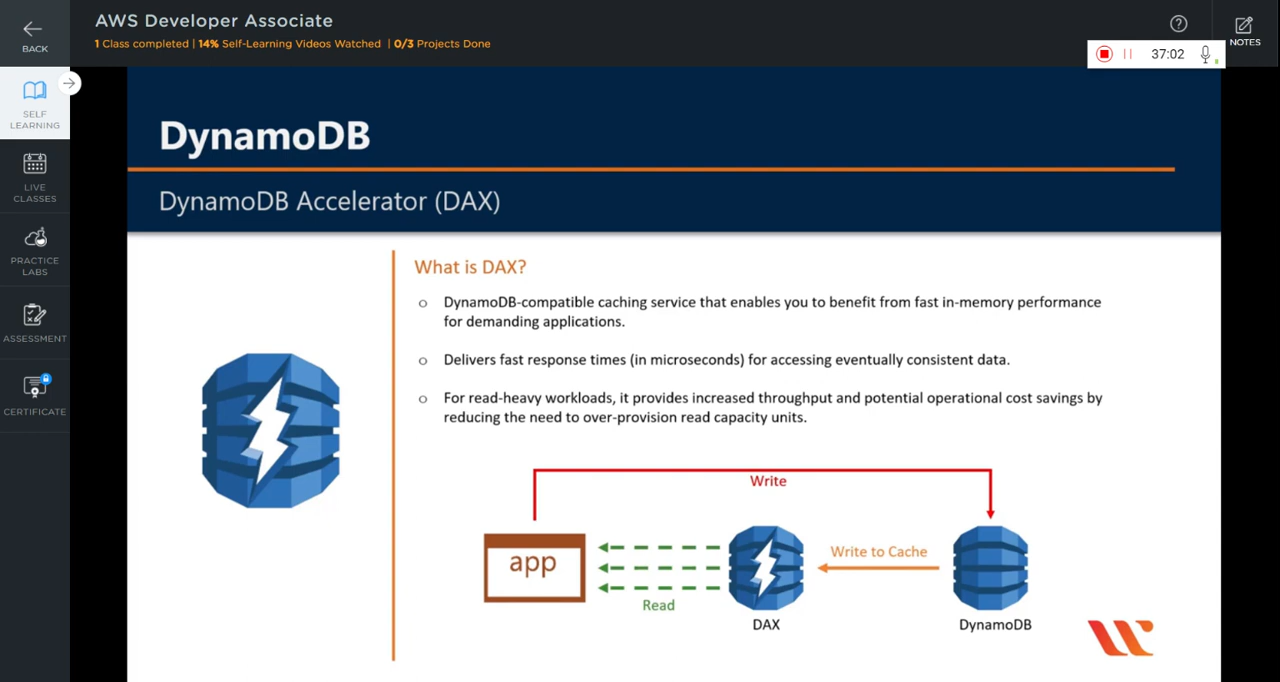 BACK
AWS Developer Associate
1 Class completed | 14% Self-Learning Videos Watched | 0/3 Projects Done
NOTES
37:02
SELF
LEARNING
LIVE
CLASSES
PRACTICE
LABS
ASSESSMENT
CERTIFICATE
DynamoDB
DynamoDB Accelerator (DAX)
What is DAX?
o DynamoDB-compatible caching service that enables you to benefit from fast in-memory performance
for demanding applications.
o Delivers fast response times (in microseconds) for accessing eventually consistent data.
o For read-heavy workloads, it provides increased throughput and potential operational cost savings by
reducing the need to over-provision read capacity units.
Write
app
Write to Cache
Read
DAX
DynamoDB